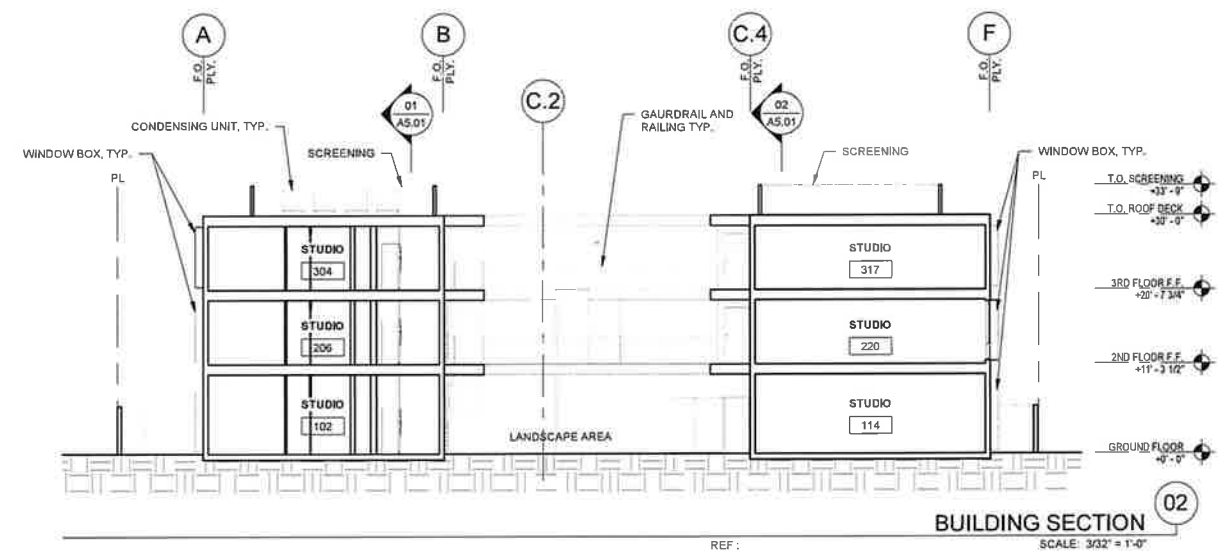 A
B
C.4
F
F.O. PLY.
F.O. PLY.
F.O. PLY.
F.O. PLY.
C.2
01
A5.01
02
A5.01
CONDENSING UNIT, TYP.
GAURDRAIL AND
RAILING TYP.
WINDOW BOX, TYP.
SCREENING
SCREENING
WINDOW BOX, TYP.
PL
PL
T.O. SCREENING
+33' - 9"
T.O. ROOF DECK
+30' - 0"
STUDIO
304
STUDIO
317
3RD FLOOR F.F.
+20' - 7 3/4"
STUDIO
206
STUDIO
220
2ND FLOOR F.F.
+11' - 3 1/2"
STUDIO
102
STUDIO
114
LANDSCAPE AREA
GROUND FLOOR
+0' - 0"
02
BUILDING SECTION
REF :
SCALE: 3/32" = 1'-0"